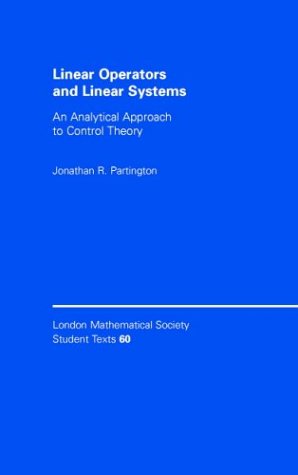 Linear Operators
and Linear Systems
An Analytical Approach
to Control Theory
Jonathan R. Partington
London Mathematical Society
Student Texts 60